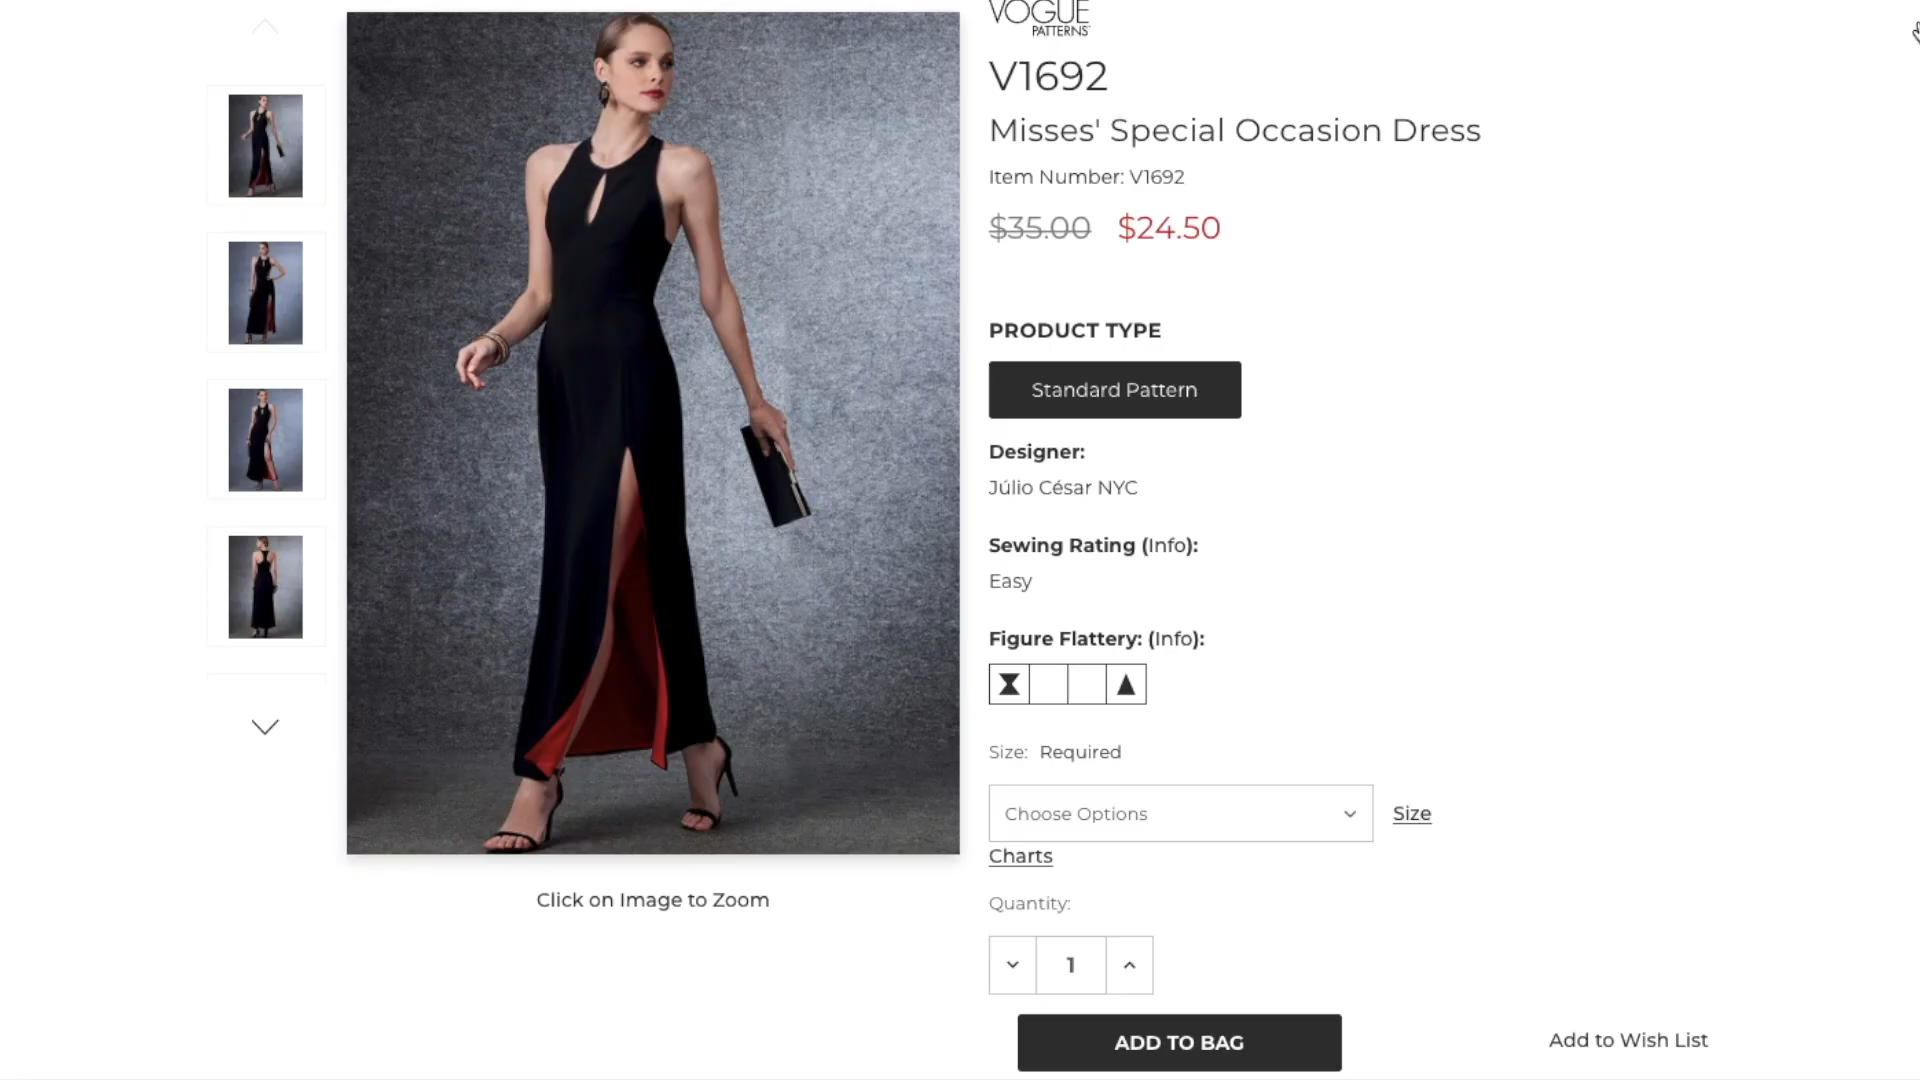 VOGUE
PATTERNS
V1692
Misses' Special Occasion Dress
Item Number: V1692
$35.00 $24.50
PRODUCT TYPE
Standard Pattern
Designer:
Júlio César NYC
Sewing Rating (Info):
Easy
Figure Flattery: (Info):
Size: Required
Choose Options Size
Charts
Click on Image to Zoom
Quantity:
1
ADD TO BAG
Add to Wish List